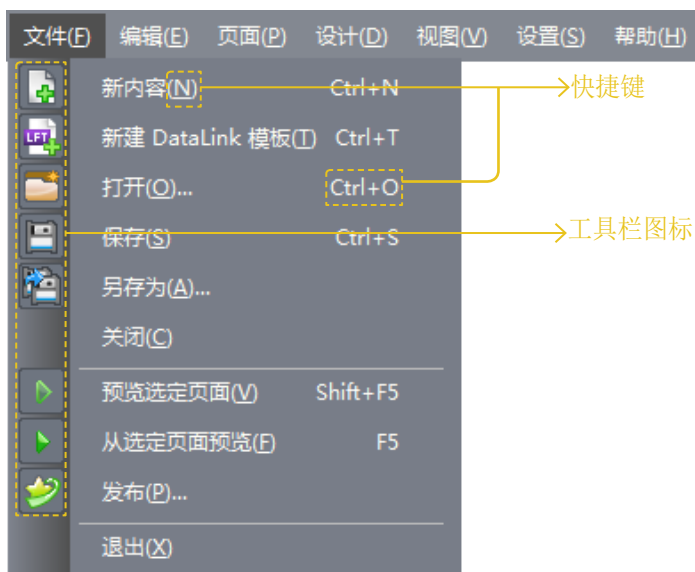 文件(F) 编辑(E) 页面(P) 设计(D) 视图(V) 设置(S) 帮助(H)
新内容(N) Ctrl+N 快捷键
LFT 新建 DataLink 模板(T) Ctrl+T
打开(O)... Ctrl+O
保存(S) Ctrl+S 工具栏图标
另存为(A)...
关闭(C)
预览选定页面(V) Shift+F5
从选定页面预览(F) F5
发布(P)...
退出(X)